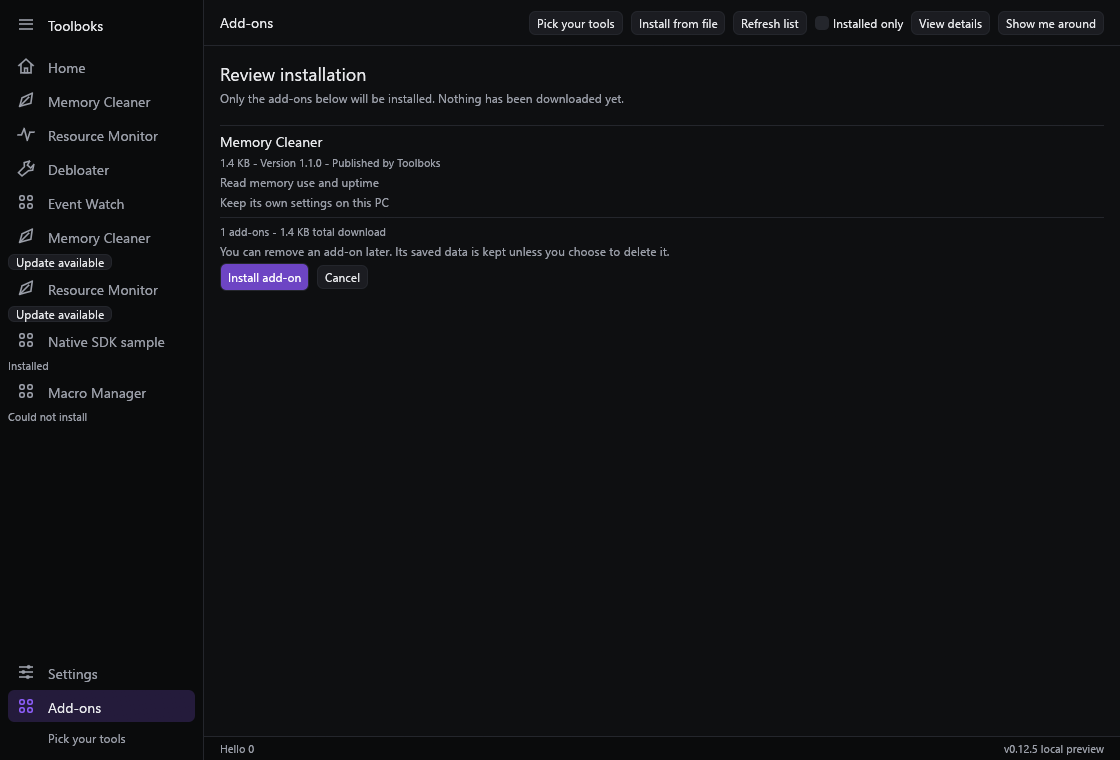 Toolboks
Home
Memory Cleaner
Resource Monitor
Debloater
Event Watch
Memory Cleaner
Update available
Resource Monitor
Update available
Native SDK sample
Installed
Macro Manager
Could not install
Settings
Add-ons
Pick your tools
Add-ons
Pick your tools
Install from file
Refresh list
Installed only
View details
Show me around
Review installation
Only the add-ons below will be installed. Nothing has been downloaded yet.
Memory Cleaner
1.4 KB - Version 1.1.0 - Published by Toolboks
Read memory use and uptime
Keep its own settings on this PC
1 add-ons - 1.4 KB total download
You can remove an add-on later. Its saved data is kept unless you choose to delete it.
Install add-on
Cancel
Hello 0
v0.12.5 local preview